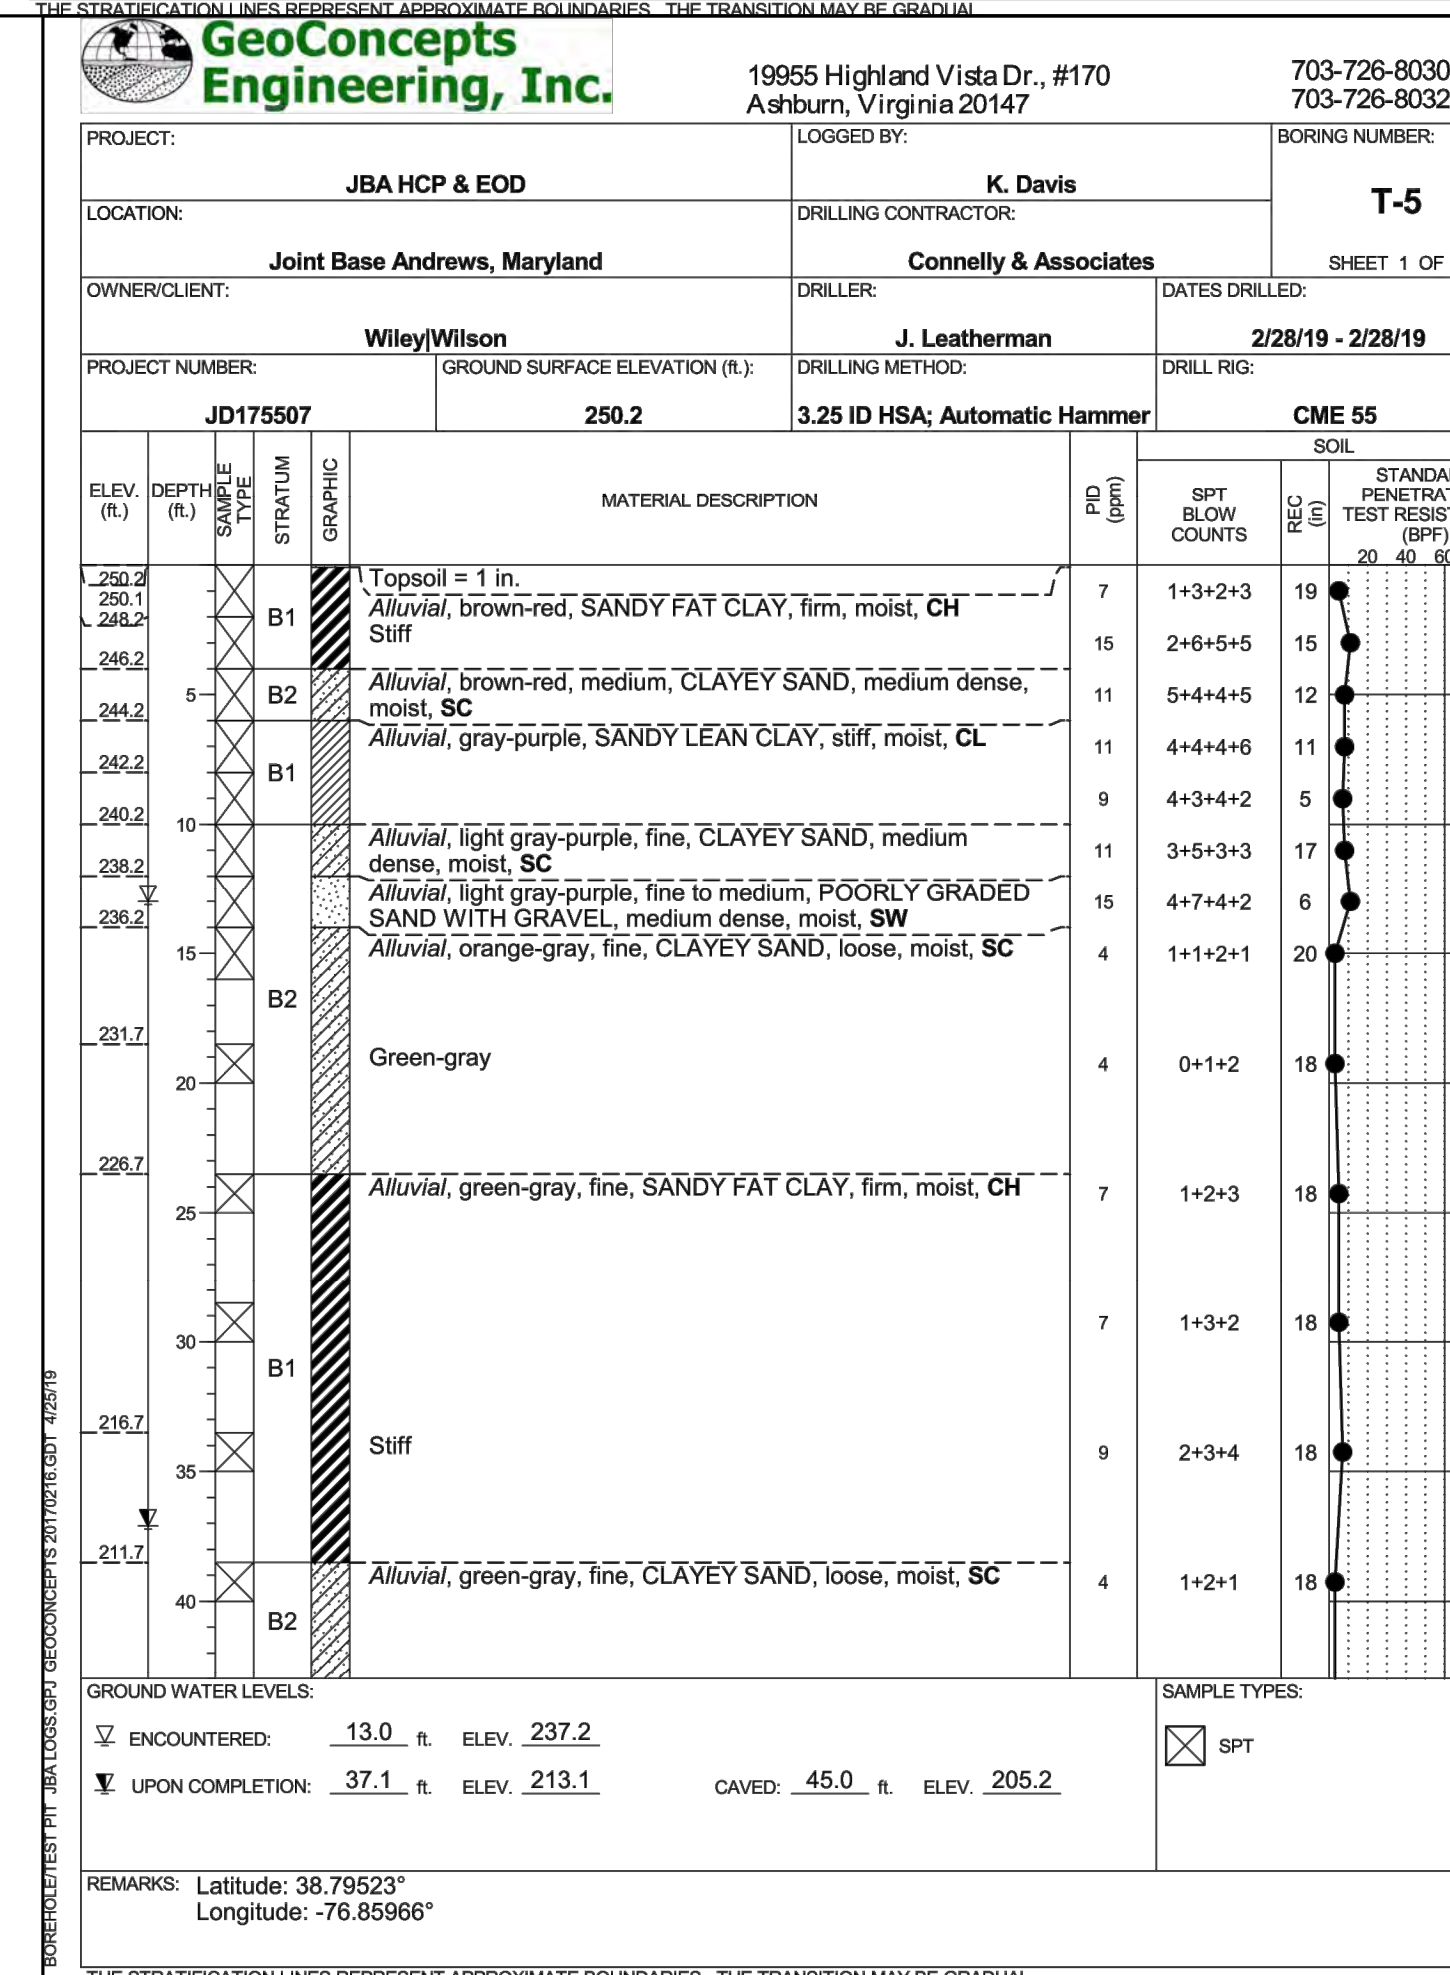 THE STRATIFICATION LINES REPRESENT APPROXIMATE BOUNDARIES. THE TRANSITION MAY BE GRADUAL
GeoConcepts
Engineering, Inc.
19955 Highland Vista Dr., #170
Ashburn, Virginia 20147
703-726-8030
703-726-8032
PROJECT:
JBA HCP & EOD
LOGGED BY:
K. Davis
BORING NUMBER:
T-5
SHEET 1 OF
LOCATION:
Joint Base Andrews, Maryland
DRILLING CONTRACTOR:
Connelly & Associates
OWNER/CLIENT:
Wiley|Wilson
DRILLER:
J. Leatherman
DATES DRILLED:
2/28/19 - 2/28/19
PROJECT NUMBER:
JD175507
GROUND SURFACE ELEVATION (ft.):
250.2
DRILLING METHOD:
3.25 ID HSA; Automatic Hammer
DRILL RIG:
CME 55
ELEV. (ft.)
DEPTH (ft.)
SAMPLE TYPE
STRATUM
GRAPHIC
MATERIAL DESCRIPTION
PID (ppm)
SOIL
SPT BLOW COUNTS
REC (in)
STANDA
PENETRAT
TEST RESIST
(BPF)
20 40 60
250.2 Topsoil = 1 in.
250.1 B1 Alluvial, brown-red, SANDY FAT CLAY, firm, moist, CH 7 1+3+2+3 19
248.2 Stiff 15 2+6+5+5 15
246.2 5 B2 Alluvial, brown-red, medium, CLAYEY SAND, medium dense,
moist, SC 11 5+4+4+5 12
244.2 Alluvial, gray-purple, SANDY LEAN CLAY, stiff, moist, CL 11 4+4+4+6 11
242.2 B1 9 4+3+4+2 5
240.2 10 Alluvial, light gray-purple, fine, CLAYEY SAND, medium
dense, moist, SC 11 3+5+3+3 17
238.2 Alluvial, light gray-purple, fine to medium, POORLY GRADED
SAND WITH GRAVEL, medium dense, moist, SW 15 4+7+4+2 6
236.2 15 Alluvial, orange-gray, fine, CLAYEY SAND, loose, moist, SC 4 1+1+2+1 20
B2
231.7 20 Green-gray 4 0+1+2 18
226.7 25 Alluvial, green-gray, fine, SANDY FAT CLAY, firm, moist, CH 7 1+2+3 18
30 7 1+3+2 18
B1
216.7 35 Stiff 9 2+3+4 18
211.7 40 Alluvial, green-gray, fine, CLAYEY SAND, loose, moist, SC 4 1+2+1 18
B2
GROUND WATER LEVELS:
ENCOUNTERED: 13.0 ft. ELEV. 237.2
UPON COMPLETION: 37.1 ft. ELEV. 213.1 CAVED: 45.0 ft. ELEV. 205.2
SAMPLE TYPES:
SPT
REMARKS: Latitude: 38.79523°
Longitude: -76.85966°
BOREHOLE/TEST PIT JBA LOGS.GPJ GEOCONCEPTS 20170216.GDT 4/25/19
THE STRATIFICATION LINES REPRESENT APPROXIMATE BOUNDARIES. THE TRANSITION MAY BE GRADUAL